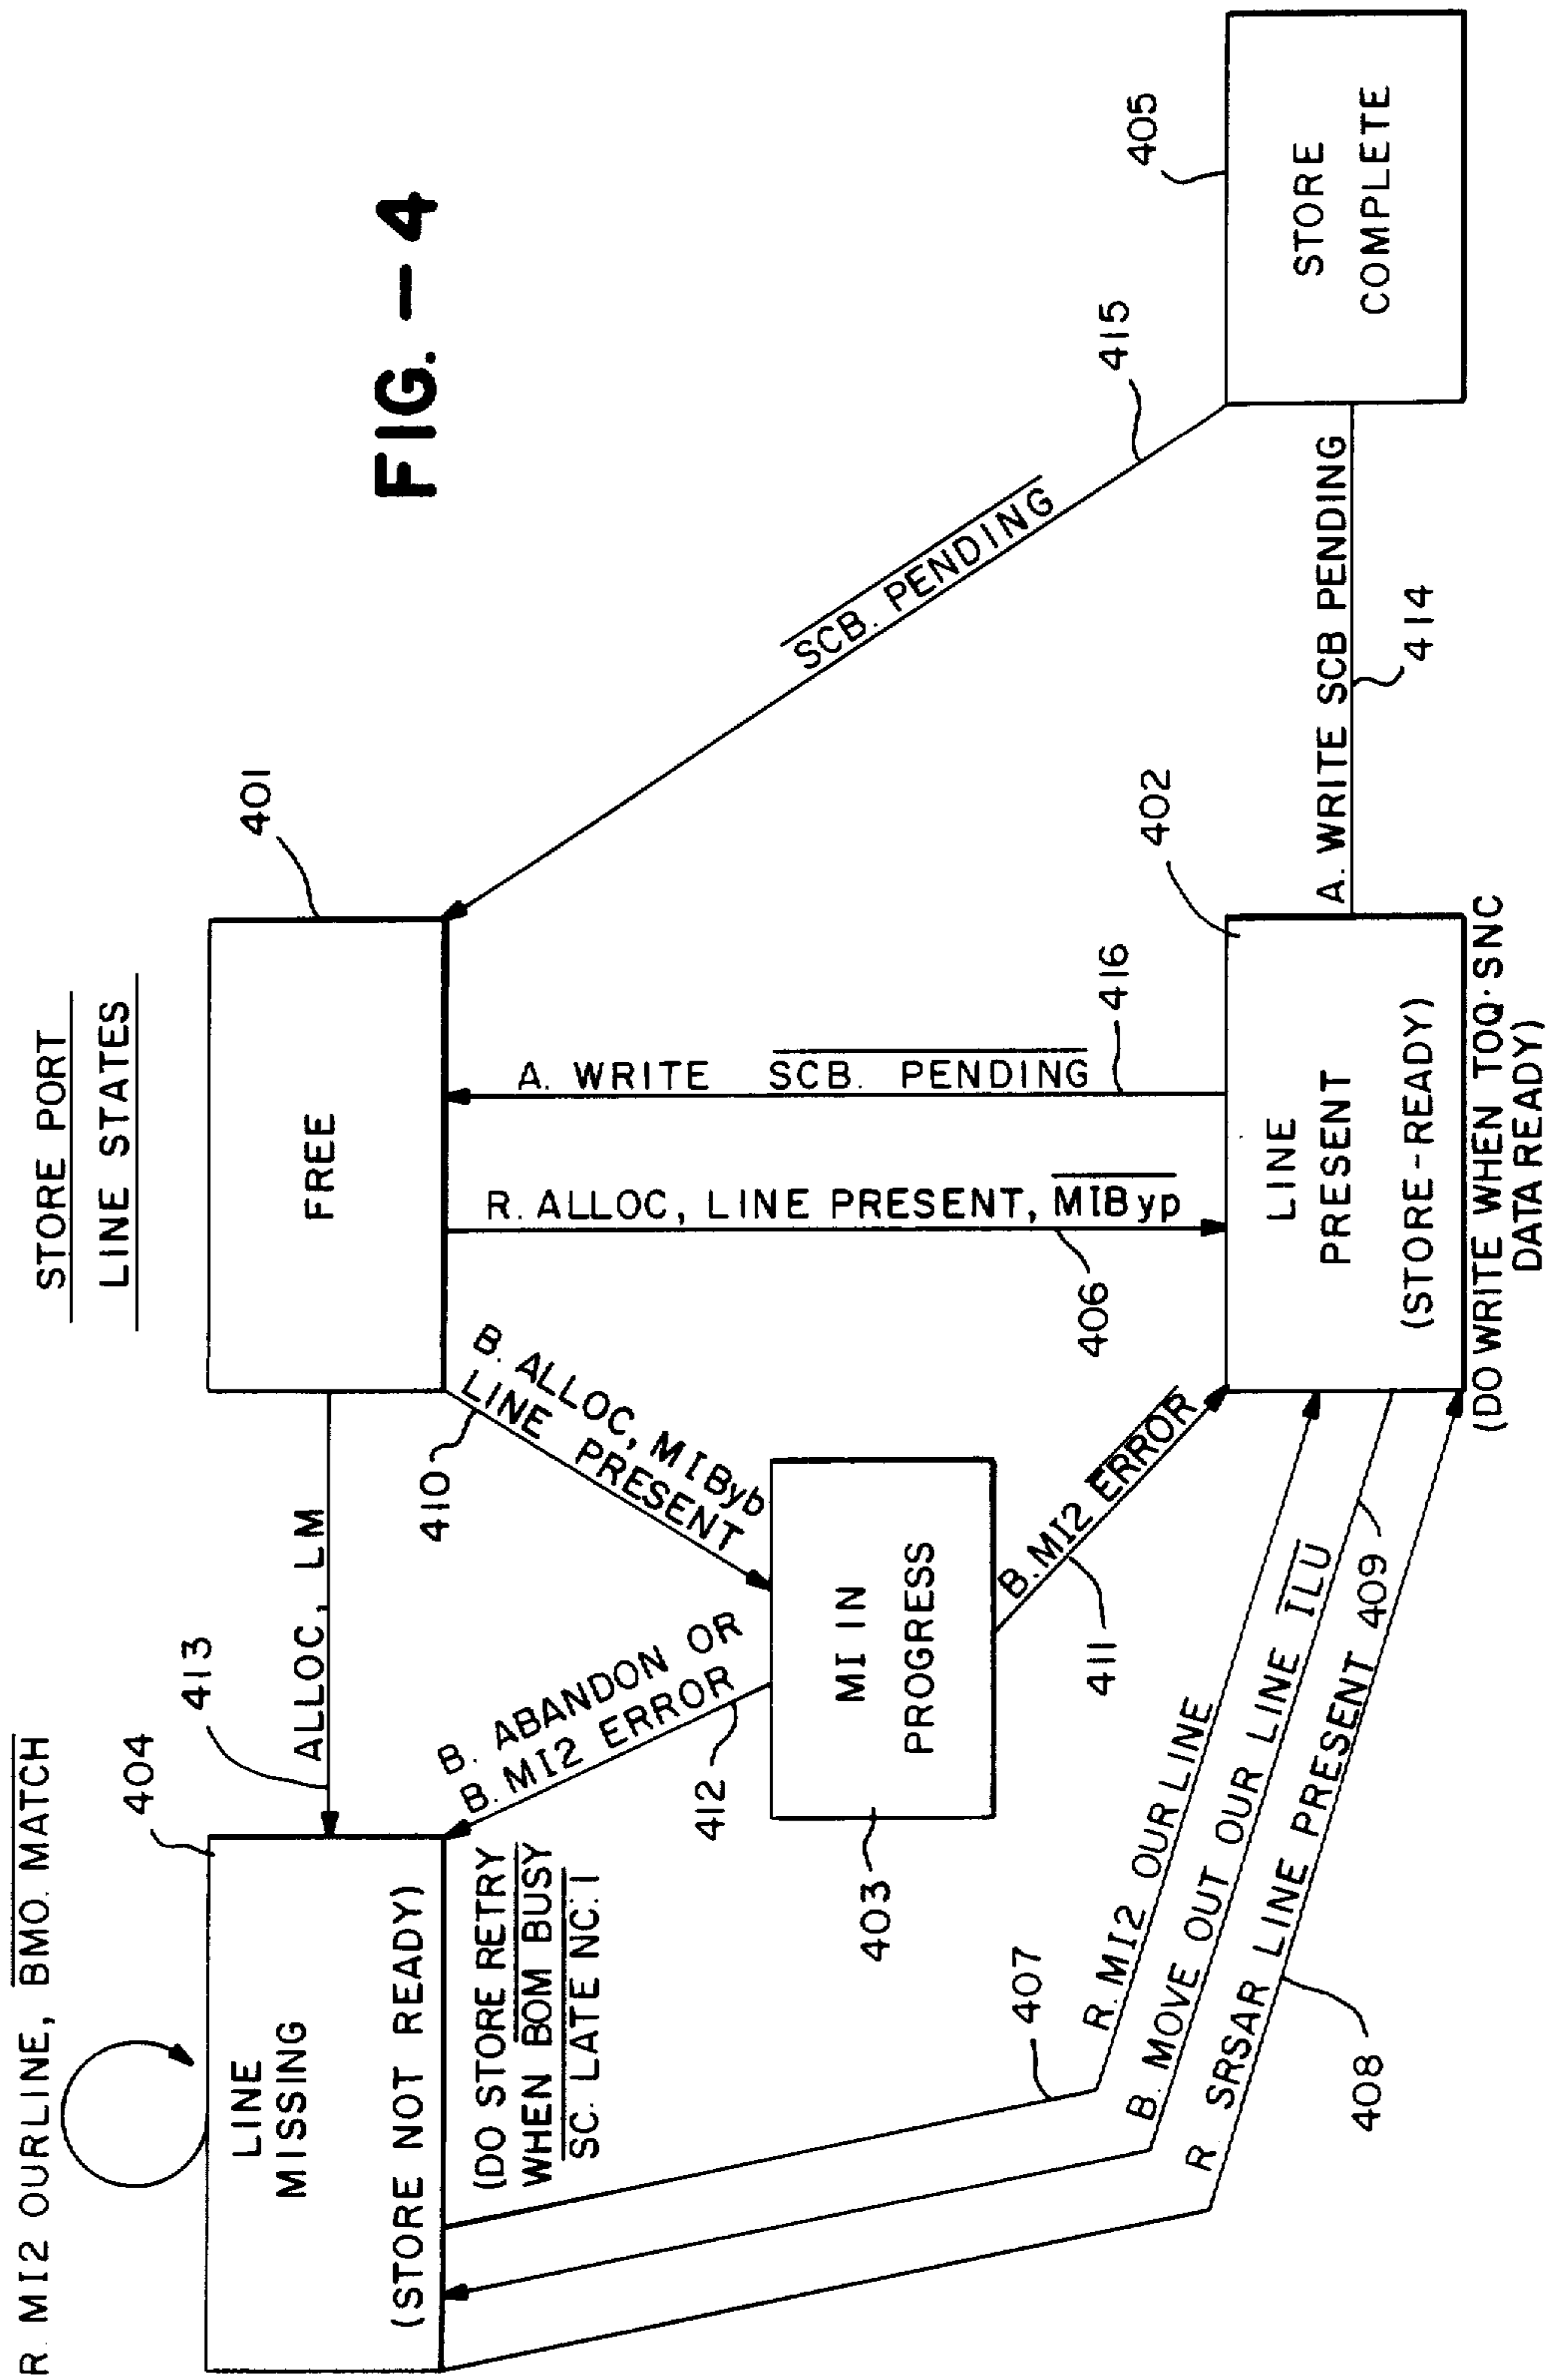 FIG. – 4
STORE PORT
LINE STATES
R. MI2 OURLINE, BMO. MATCH
404
LINE
MISSING
(STORE NOT READY)
(DO STORE RETRY
WHEN BOM BUSY
SC. LATE NC.1
413
ALLOC, LM
FREE
401
410
B. ALLOC, MIByb
LINE PRESENT
B. ABANDON OR
B. MI2 ERROR
412
MI IN
PROGRESS
403
B. MI2 ERROR
411
R. ALLOC, LINE PRESENT, MIByp
406
A. WRITE SCB. PENDING
416
SCB. PENDING
415
STORE
COMPLETE
405
A. WRITE SCB PENDING
414
402
LINE
PRESENT
(STORE-READY)
(DO WRITE WHEN TOQ·SNC
DATA READY)
407
R. MI2 OUR LINE
B. MOVE OUT OUR LINE ILU
409
R SRSAR LINE PRESENT
408